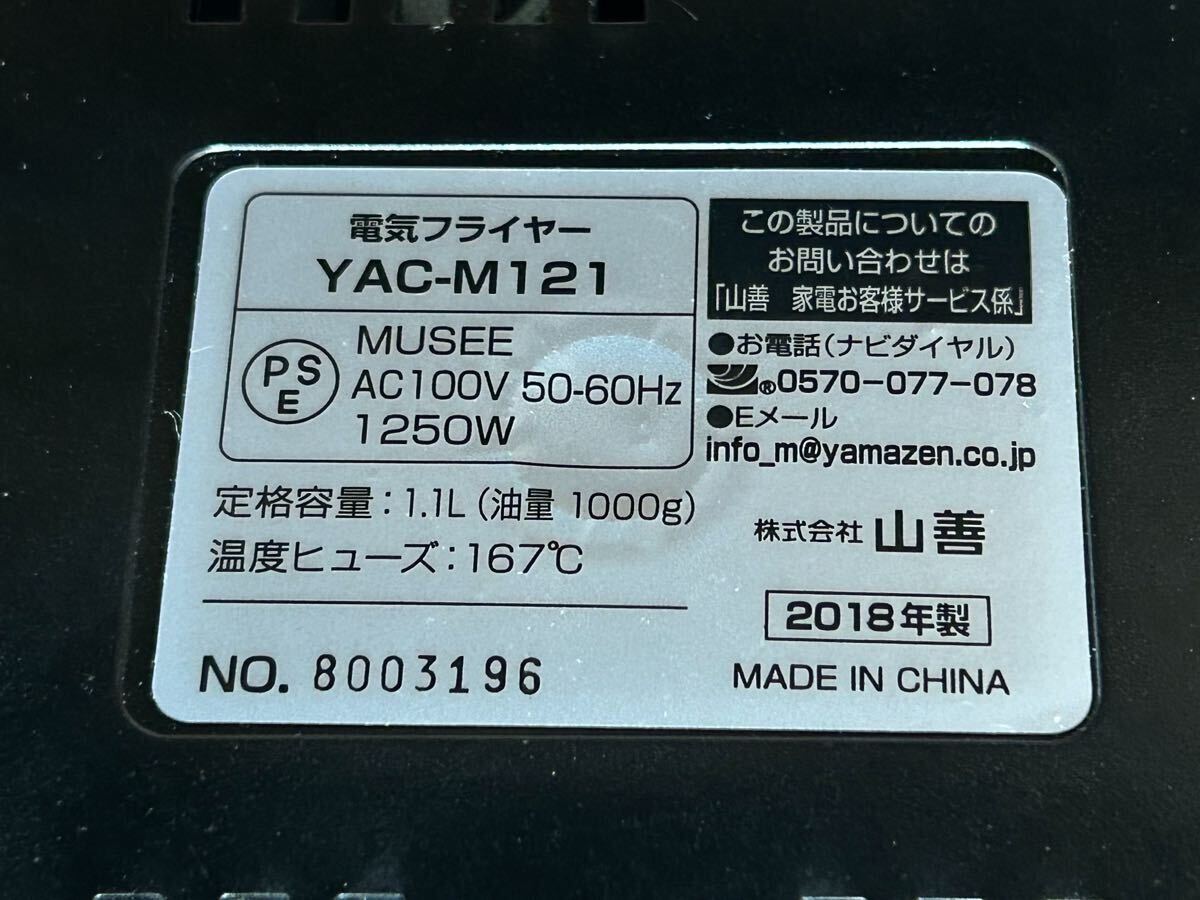 電気フライヤー
YAC-M121
PSE
MUSEE
AC100V 50-60Hz
1250W
定格容量：1.1L（油量 1000g）
温度ヒューズ：167℃
NO. 8003196
この製品についての
お問い合わせは
「山善 家電お客様サービス係」
●お電話（ナビダイヤル）
®0570-077-078
●Eメール
info_m@yamazen.co.jp
株式会社 山善
2018年製
MADE IN CHINA